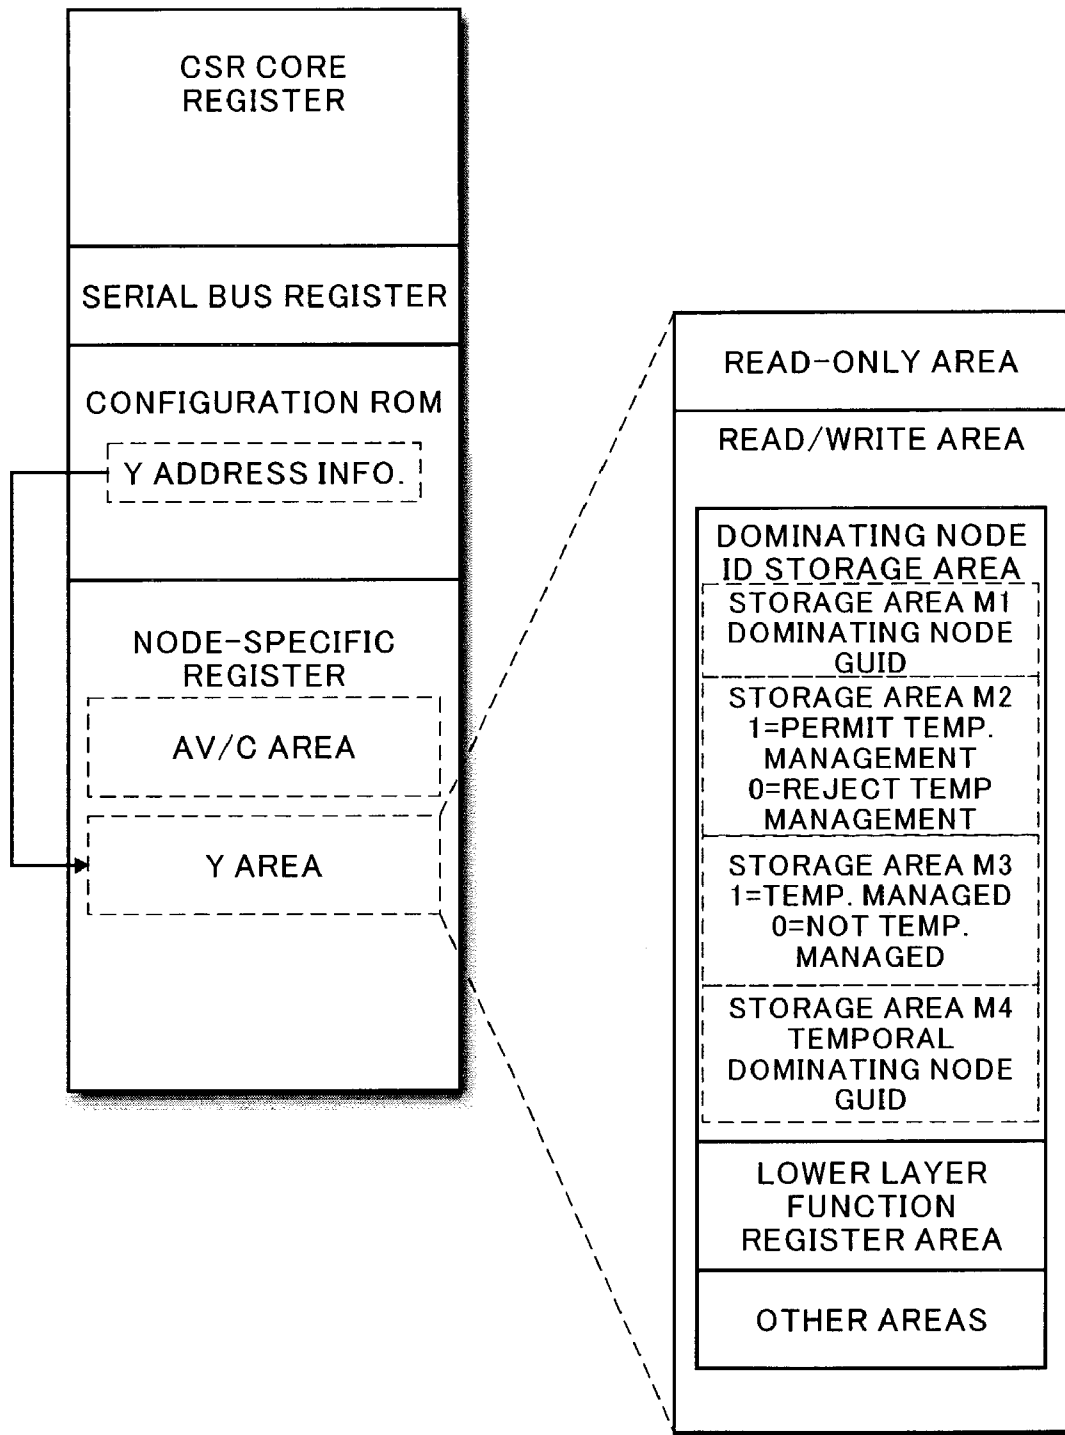 CSR CORE
REGISTER
SERIAL BUS REGISTER
CONFIGURATION ROM
Y ADDRESS INFO.
NODE-SPECIFIC
REGISTER
AV/C AREA
Y AREA
READ-ONLY AREA
READ/WRITE AREA
DOMINATING NODE
ID STORAGE AREA
STORAGE AREA M1
DOMINATING NODE
GUID
STORAGE AREA M2
1=PERMIT TEMP.
MANAGEMENT
0=REJECT TEMP
MANAGEMENT
STORAGE AREA M3
1=TEMP. MANAGED
0=NOT TEMP.
MANAGED
STORAGE AREA M4
TEMPORAL
DOMINATING NODE
GUID
LOWER LAYER
FUNCTION
REGISTER AREA
OTHER AREAS